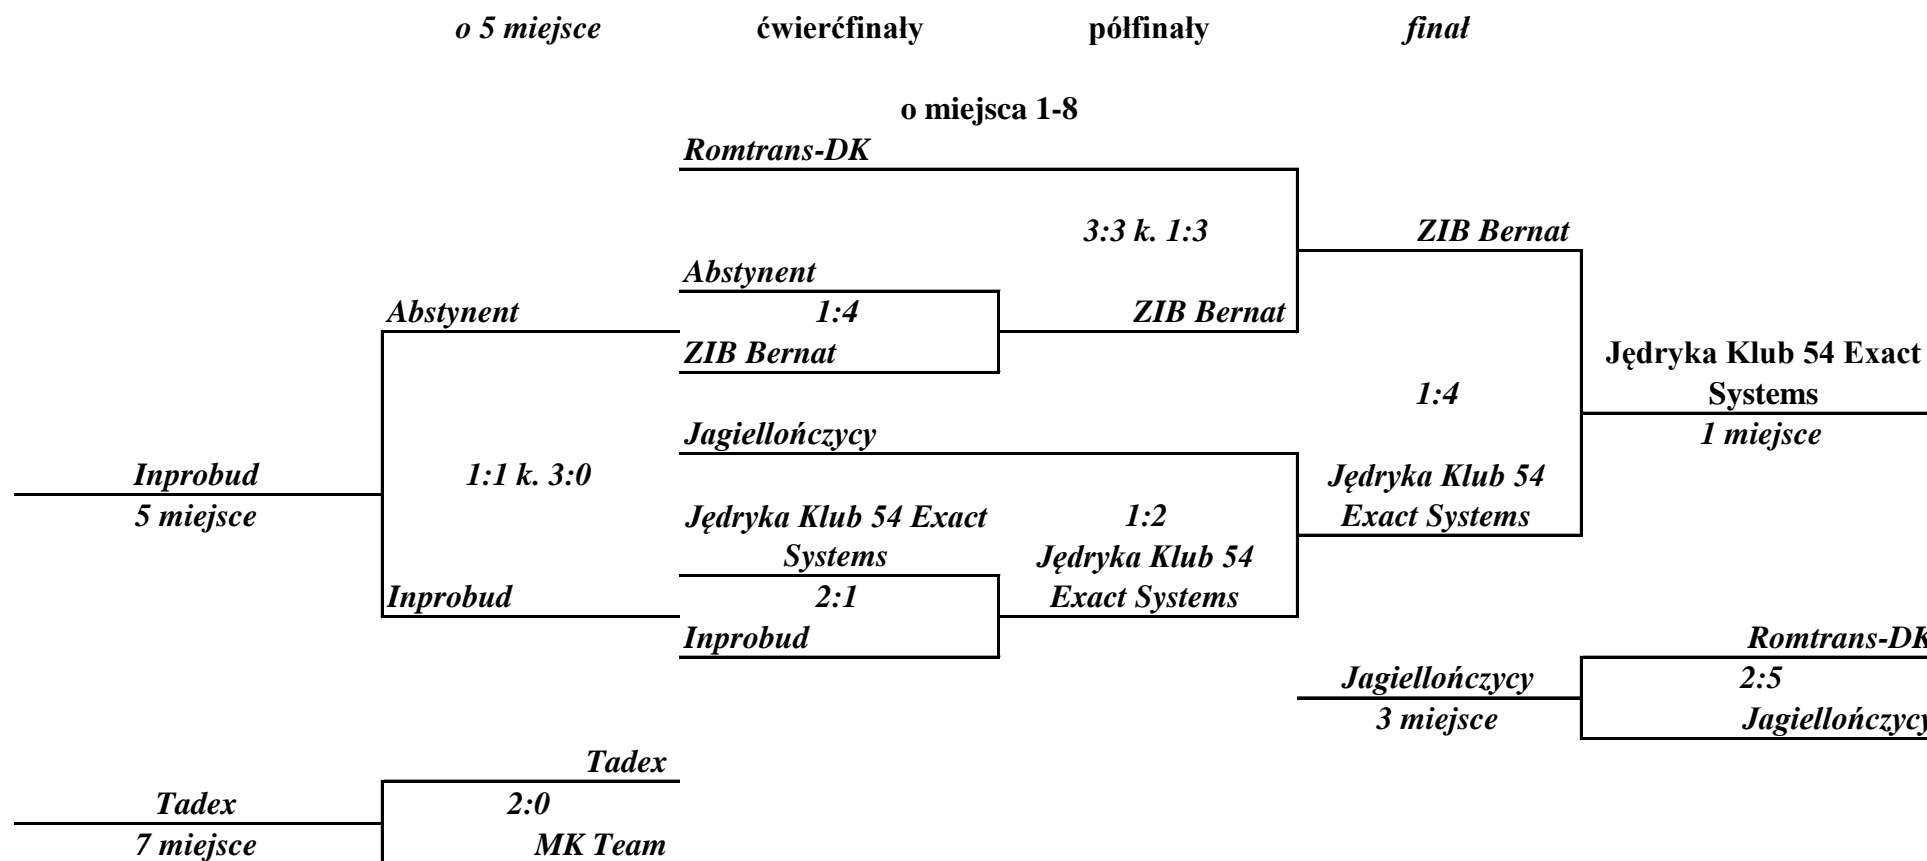 o 5 miejsce ćwierćfinały półfinały finał
o miejsca 1-8
Romtrans-DK
3:3 k. 1:3 ZIB Bernat
Abstynent
Abstynent 1:4 ZIB Bernat
ZIB Bernat Jędryka Klub 54 Exact
1:4 Systems
Jagiellończycy 1 miejsce
Inprobud 1:1 k. 3:0 Jędryka Klub 54
5 miejsce Jędryka Klub 54 Exact 1:2 Exact Systems
Systems Jędryka Klub 54
Inprobud 2:1 Exact Systems
Inprobud Romtrans-DK
Jagiellończycy 2:5
3 miejsce Jagiellończycy
Tadex
Tadex 2:0
7 miejsce MK Team